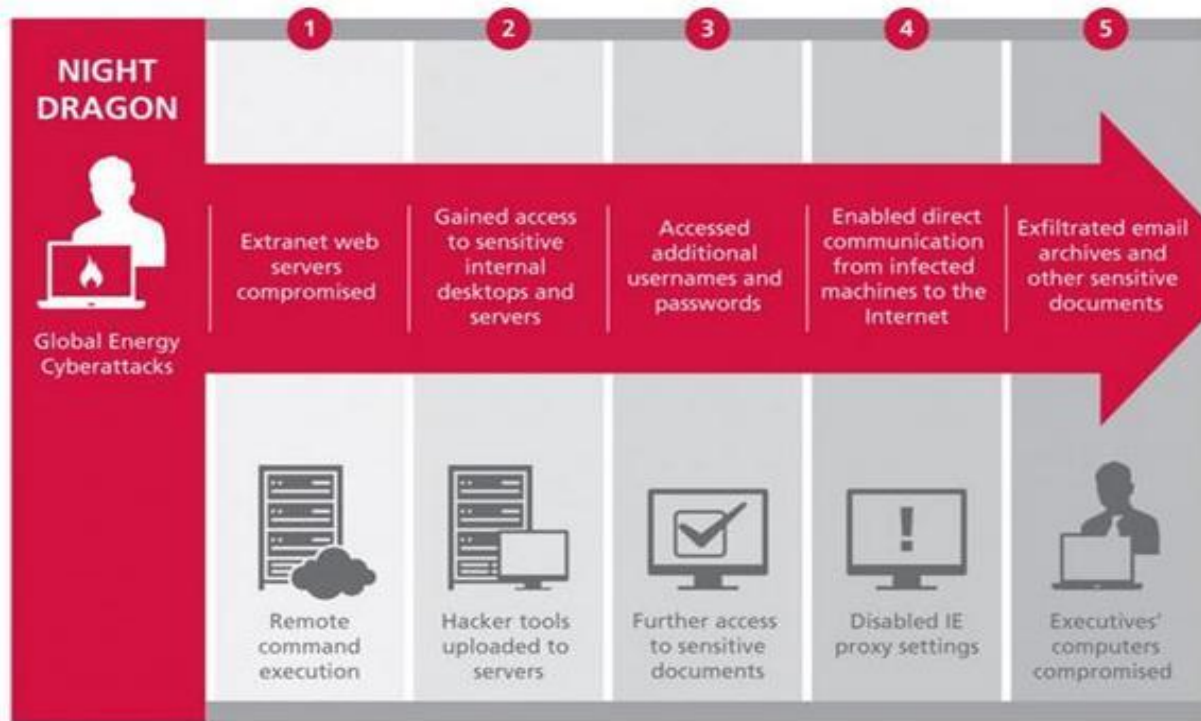 1
2
3
4
5
NIGHT
DRAGON
Global Energy
Cyberattacks
Extranet web
servers
compromised
Gained access
to sensitive
internal
desktops and
servers
Accessed
additional
usernames and
passwords
Enabled direct
communication
from infected
machines to the
Internet
Exfiltrated email
archives and
other sensitive
documents
Remote
command
execution
Hacker tools
uploaded to
servers
Further access
to sensitive
documents
Disabled IE
proxy settings
Executives'
computers
compromised